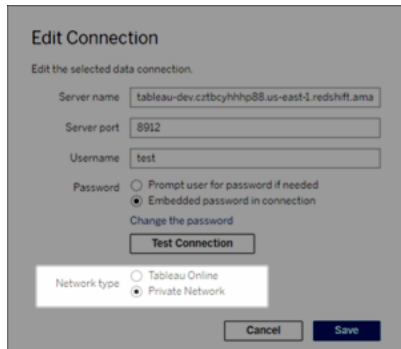 Edit Connection
Edit the selected data connection.
Server name tableau-dev.cztbcyhhhp88.us-east-1.redshift.ama
Server port 8912
Username test
Password Prompt user for password if needed
Embedded password in connection
Change the password
Test Connection
Network type Tableau Online
Private Network
Cancel Save